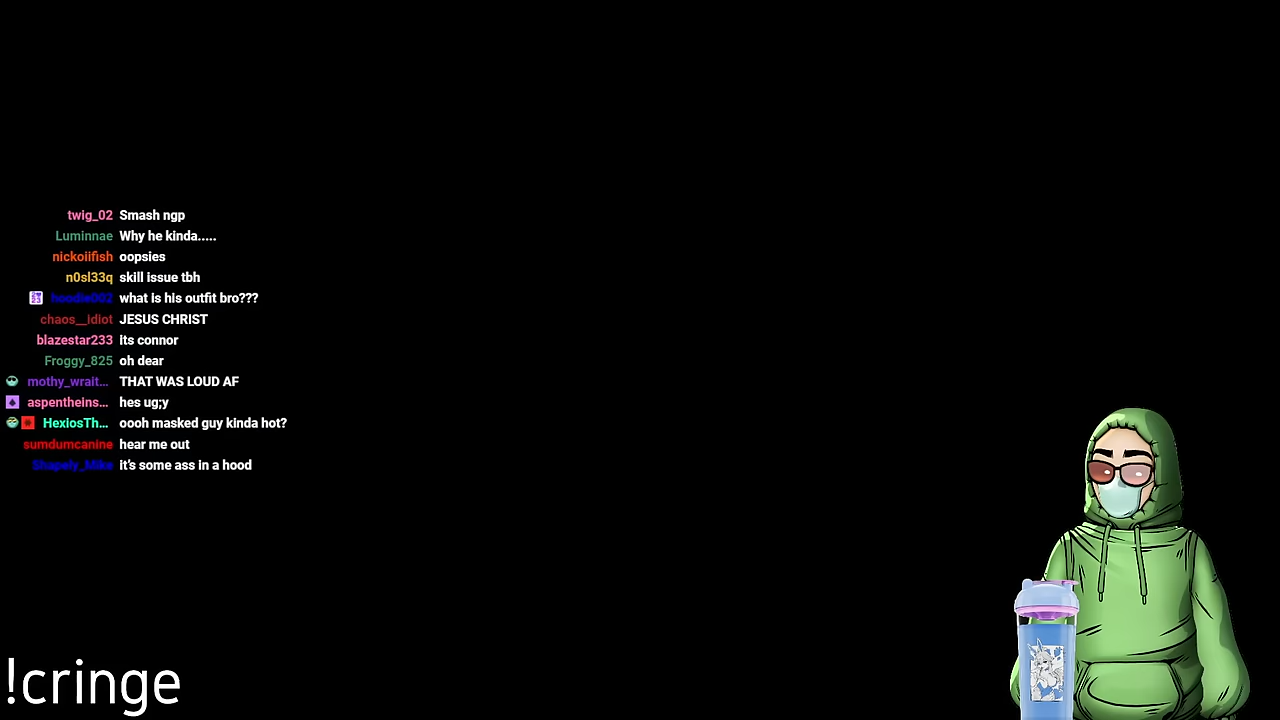 twig_02 Smash ngp
Luminnae Why he kinda.....
nickoiifish oopsies
n0sl33q skill issue tbh
hoodie002 what is his outfit bro???
chaos__idiot JESUS CHRIST
blazestar233 its connor
Froggy_825 oh dear
mothy_wrait... THAT WAS LOUD AF
aspentheins... hes ug;y
HexiosTh... oooh masked guy kinda hot?
sumdumcanine hear me out
Shapely_Mike it's some ass in a hood
!cringe